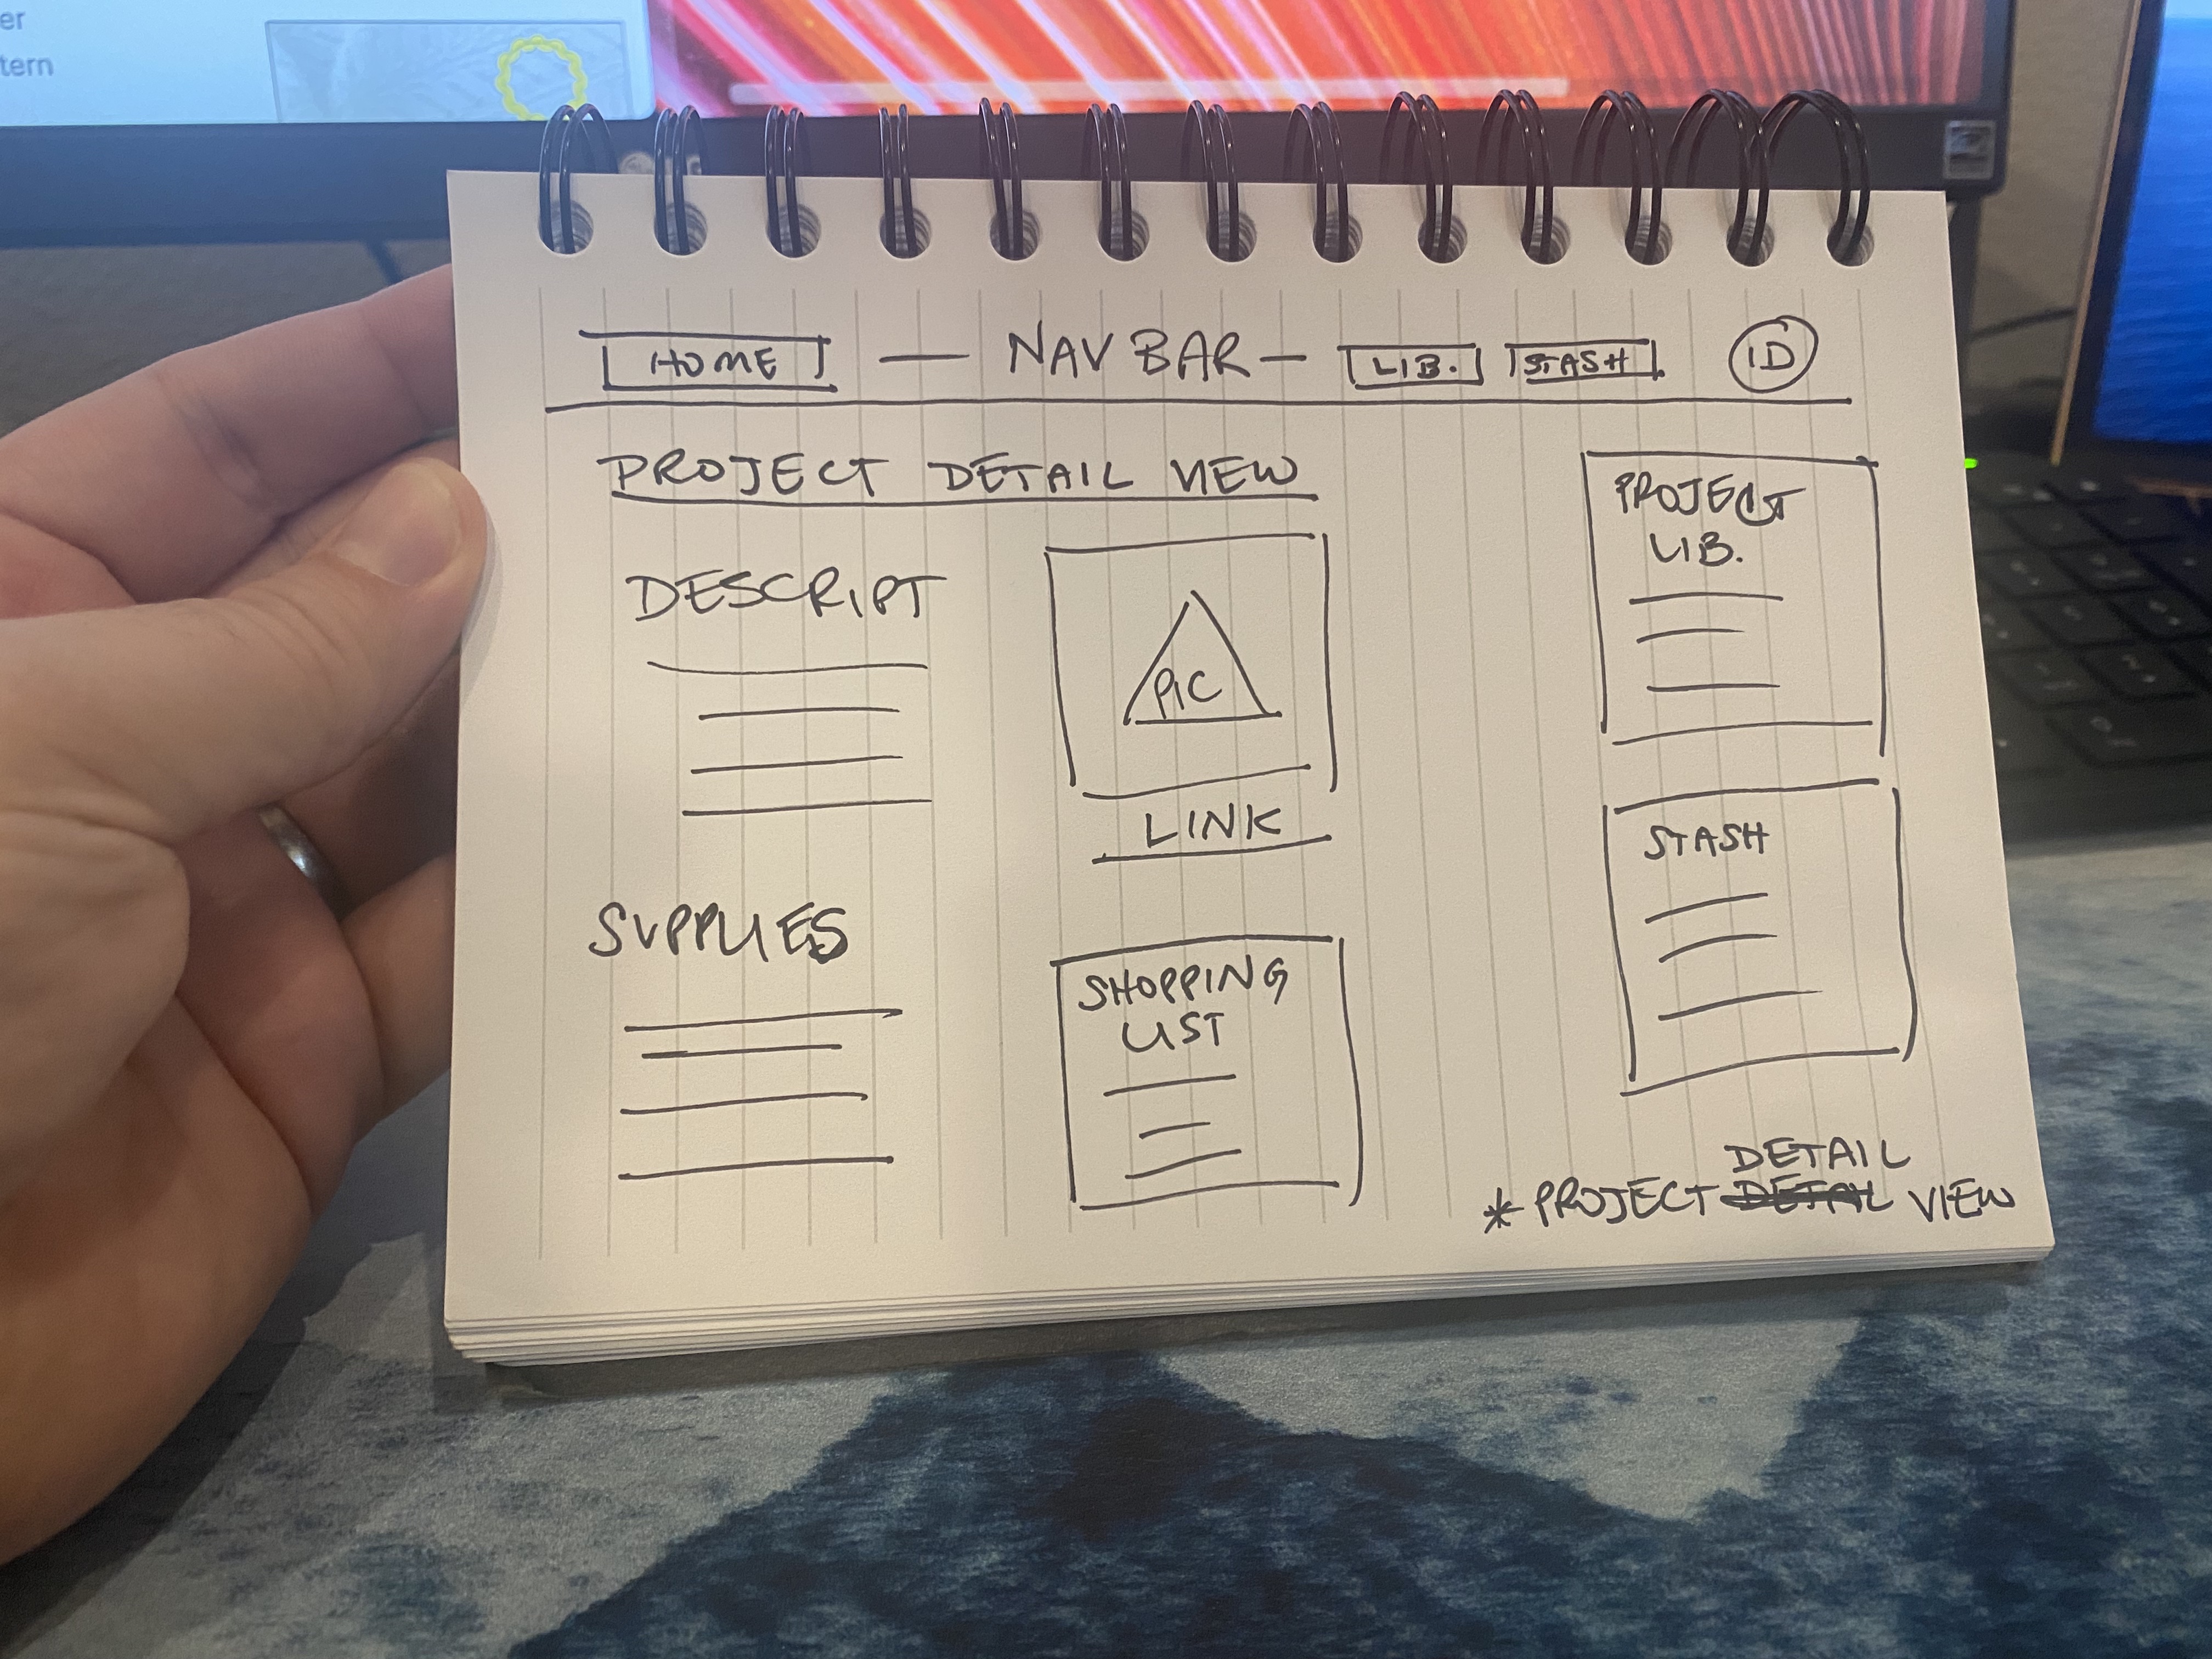 er
tern
HOME — NAV BAR — LIB. STASH ID
PROJECT DETAIL VIEW
DESCRIPT
PIC
LINK
SUPPLIES
SHOPPING
LIST
PROJECT
LIB.
STASH
DETAIL
* PROJECT DETAIL VIEW